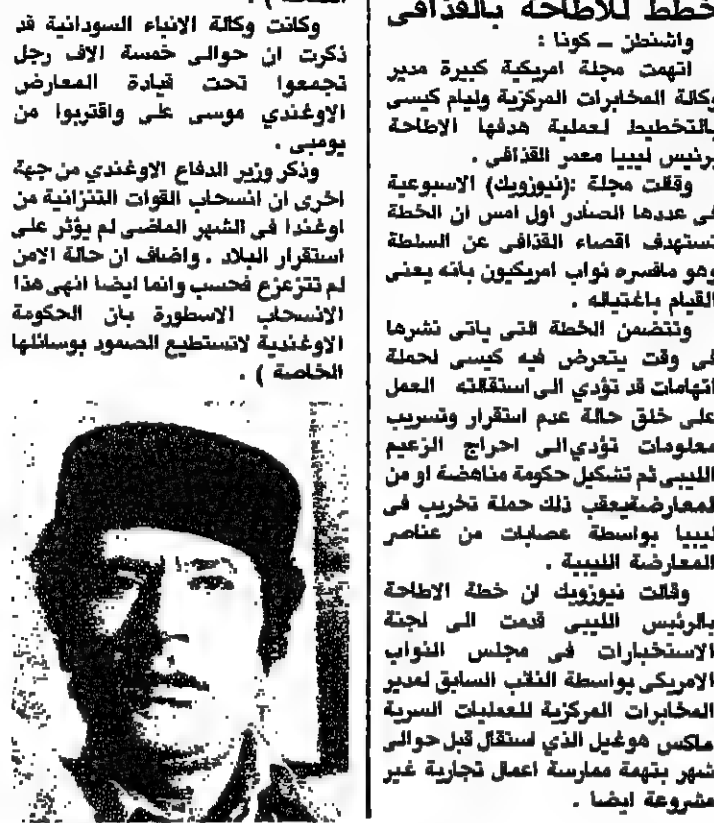 خطط للاطاحة بالقذافى
واشنطن ـ كونا :
اتهمت مجلة امريكية كبيرة مدير
وكالة المخابرات المركزية وليام كيسى
بالتخطيط لعملية هدفها الاطاحة
برئيس ليبيا معمر القذافى .
وقالت مجلة :(نيوزويك) الاسبوعية
فى عددها الصادر اول امس ان الخطة
تستهدف اقصاء القذافى عن السلطة
وهو مافسره نواب امريكيون بانه يعنى
القيام باغتياله .
وتتضمن الخطة التى ياتى نشرها
فى وقت يتعرض فيه كيسى لحملة
اتهامات قد تؤدي الى استقالته العمل
على خلق حالة عدم استقرار وتسريب
معلومات تؤدي الى احراج الزعيم
الليبى ثم تشكيل حكومة مناهضة او من
المعارضة يعقب ذلك حملة تخريب فى
ليبيا بواسطة عصابات من عناصر
المعارضة الليبية .
وقالت نيوزويك ان خطة الاطاحة
بالرئيس الليبى قدمت الى لجنة
الاستخبارات فى مجلس النواب
الامريكى بواسطة النائب السابق لمدير
المخابرات المركزية للعمليات السرية
ماكس هوغيل الذي استقال قبل حوالى
شهر بتهمة ممارسة اعمال تجارية غير
مشروعة ايضا .
وكانت وكالة الانباء السودانية قد
ذكرت ان حوالى خمسة الاف رجل
تجمعوا تحت قيادة المعارض
الاوغندي موسى على واقتربوا من
يومبى .
وذكر وزير الدفاع الاوغندي من جهة
اخرى ان انسحاب القوات التنزانية من
اوغندا فى الشهر الماضى لم يؤثر على
استقرار البلاد . واضاف ان حالة الامن
لم تتزعزع فحسب وانما ايضا انهى هذا
الانسحاب الاسطورة بان الحكومة
الاوغندية لاتستطيع الصمود بوسائلها
الخاصة ) .